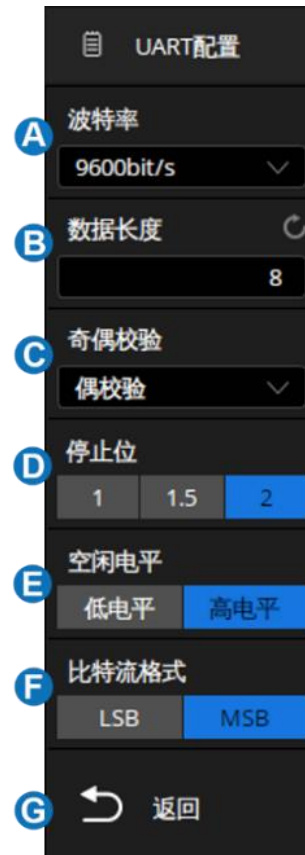 UART配置
A
波特率
9600bit/s
B
数据长度
8
C
奇偶校验
偶校验
D
停止位
1 1.5 2
E
空闲电平
低电平 高电平
F
比特流格式
LSB MSB
G
返回